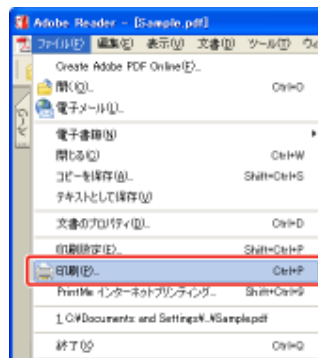 Adobe Reader - [Sample.pdf]
ファイル(F) 編集(E) 表示(V) 文書(D) ツール(T)
Create Adobe PDF Online(F)...
開く(O)... Ctrl+O
電子メール(L)...
電子書籍(N)
閉じる(C) Ctrl+W
コピーを保存(A)... Shift+Ctrl+S
テキストとして保存(V)
文書のプロパティ(D)... Ctrl+D
印刷設定(E)... Shift+Ctrl+P
印刷(P)... Ctrl+P
PrintMe インターネットプリンティング... Shift+Ctrl+9
1 C:¥Documents and Settings¥..¥Sample.pdf
終了(X) Ctrl+Q